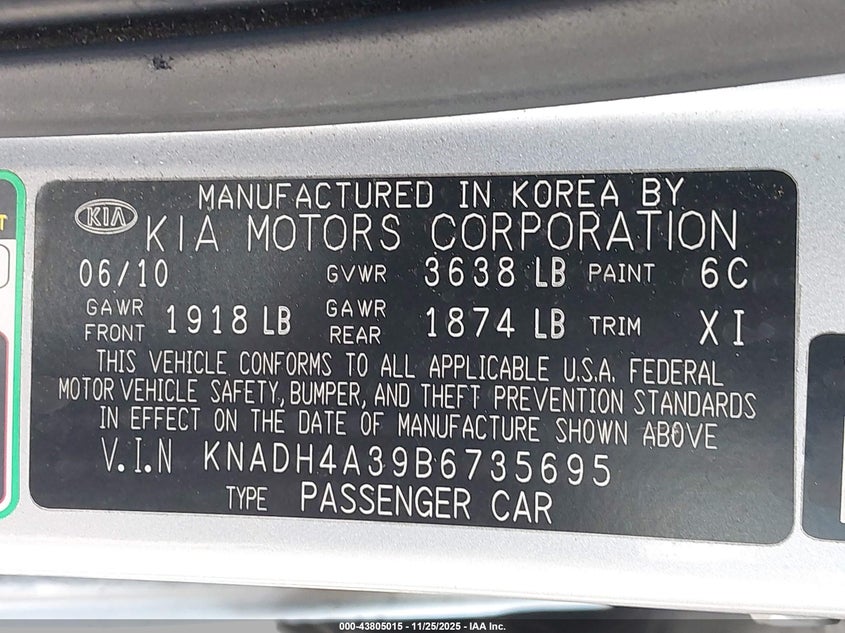 MANUFACTURED IN KOREA BY
KIA KIA MOTORS CORPORATION
06/10 GVWR 3638 LB PAINT 6C
GAWR FRONT 1918 LB GAWR REAR 1874 LB TRIM XI
THIS VEHICLE CONFORMS TO ALL APPLICABLE U.S.A. FEDERAL
MOTOR VEHICLE SAFETY, BUMPER, AND THEFT PREVENTION STANDARDS
IN EFFECT ON THE DATE OF MANUFACTURE SHOWN ABOVE
V.I.N KNADH4A39B6735695
TYPE PASSENGER CAR
000-43805015 - 11/25/2025 - IAA Inc.